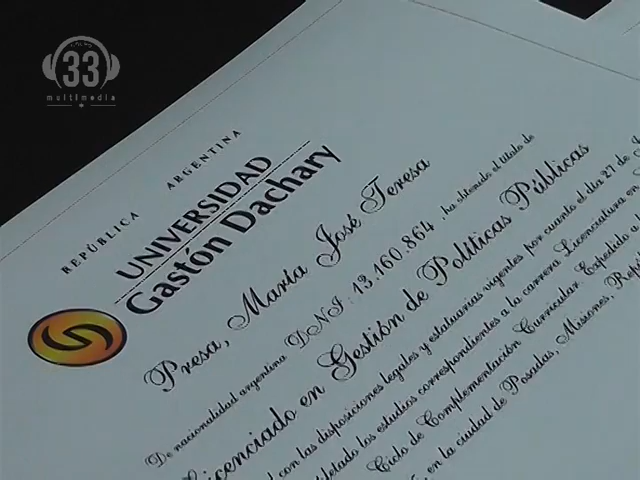 33
multimedia
REPÚBLICA ARGENTINA
UNIVERSIDAD
Gastón Dachary
Presa, María José Teresa
De nacionalidad argentina DNI: 13.160.864, ha obtenido el título de
Licenciado en Gestión de Políticas Públicas
con las disposiciones legales y estatuarias vigentes por cuanto el día 27 de
los estudios correspondientes a la carrera Licenciatura en
Ciclo de Complementación Curricular. Expedido a
en la ciudad de Posadas, Misiones,